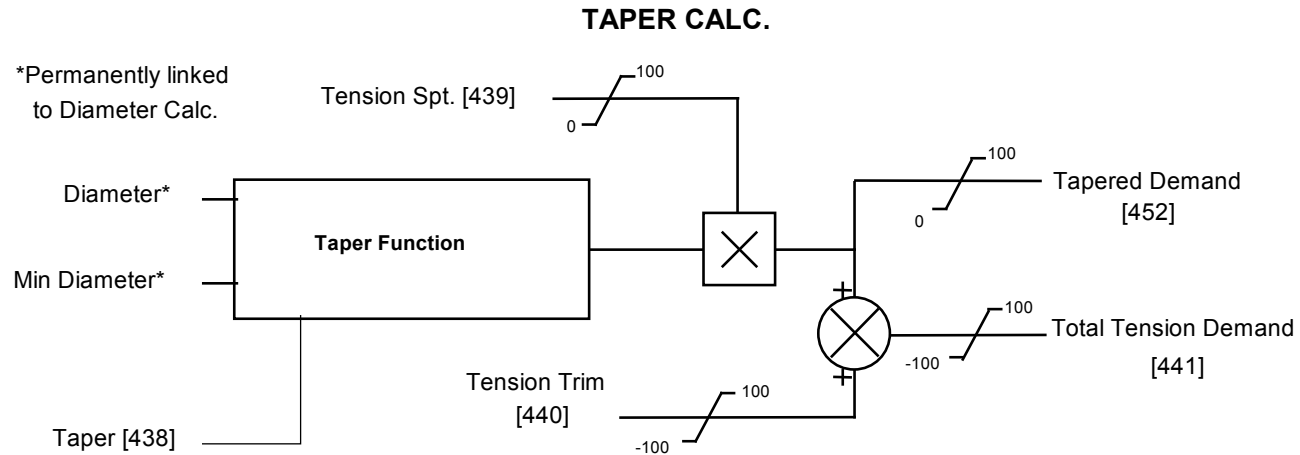 TAPER CALC.
*Permanently linked
to Diameter Calc.
Tension Spt. [439]
100
0
Diameter*
Min Diameter*
Taper Function
100
0
Tapered Demand
[452]
+
+
100
-100
Total Tension Demand
[441]
Tension Trim
[440]
100
-100
Taper [438]